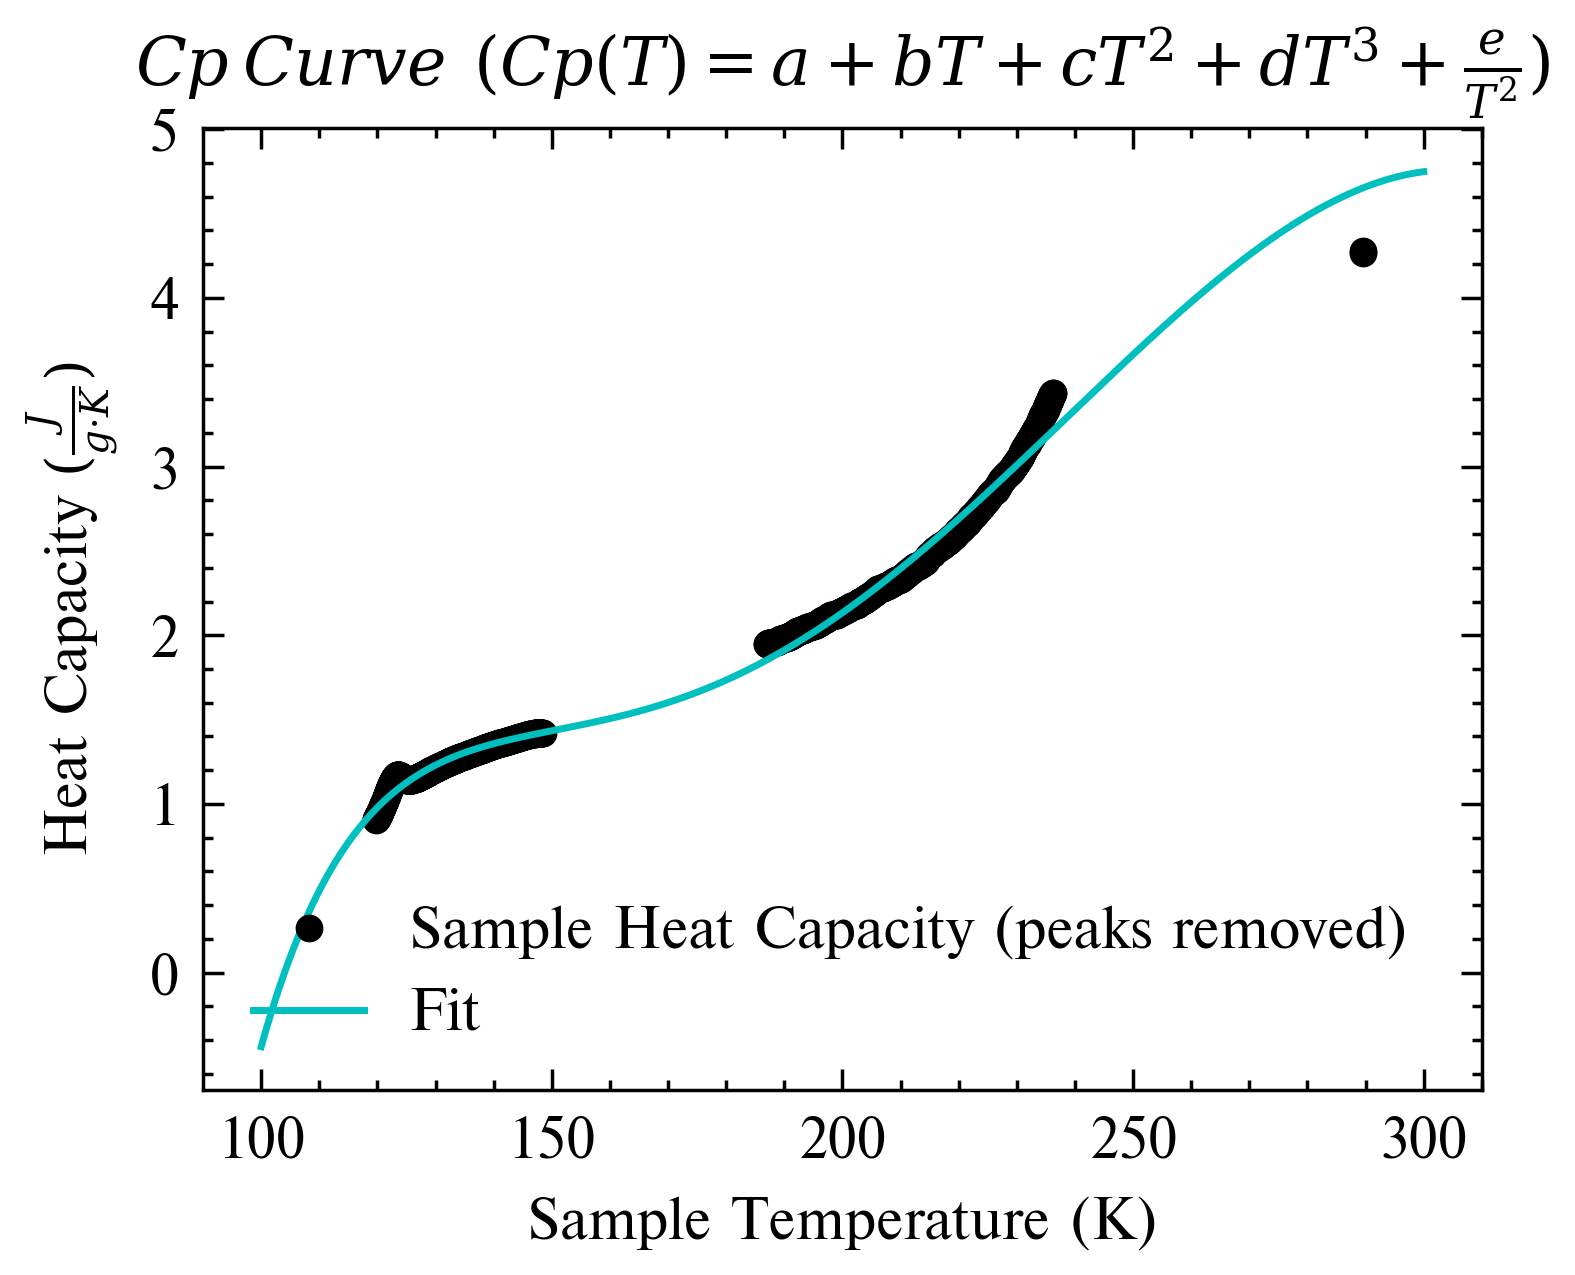 Cp Curve (Cp(T) = a + bT + cT² + dT³ + e/T²)
5
4
3
2
1
0
Heat Capacity (J/g·K)
Sample Heat Capacity (peaks removed)
Fit
100 150 200 250 300
Sample Temperature (K)